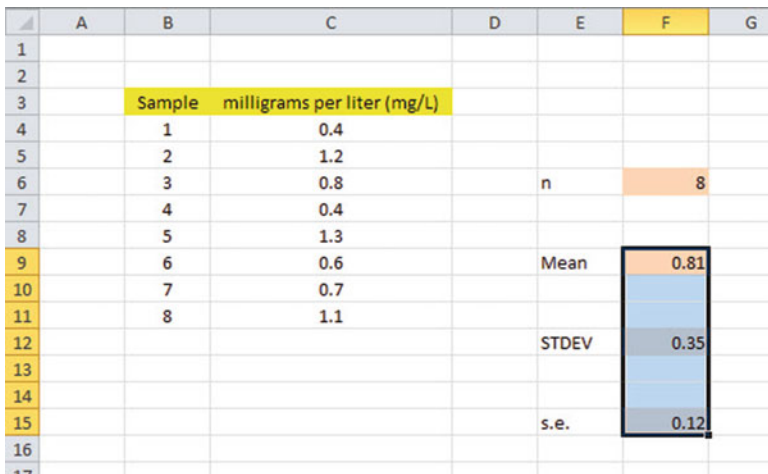 A B C D E F G
1
2
3 Sample milligrams per liter (mg/L)
4 1 0.4
5 2 1.2
6 3 0.8 n 8
7 4 0.4
8 5 1.3
9 6 0.6 Mean 0.81
10 7 0.7
11 8 1.1
12 STDEV 0.35
13
14
15 s.e. 0.12
16
17